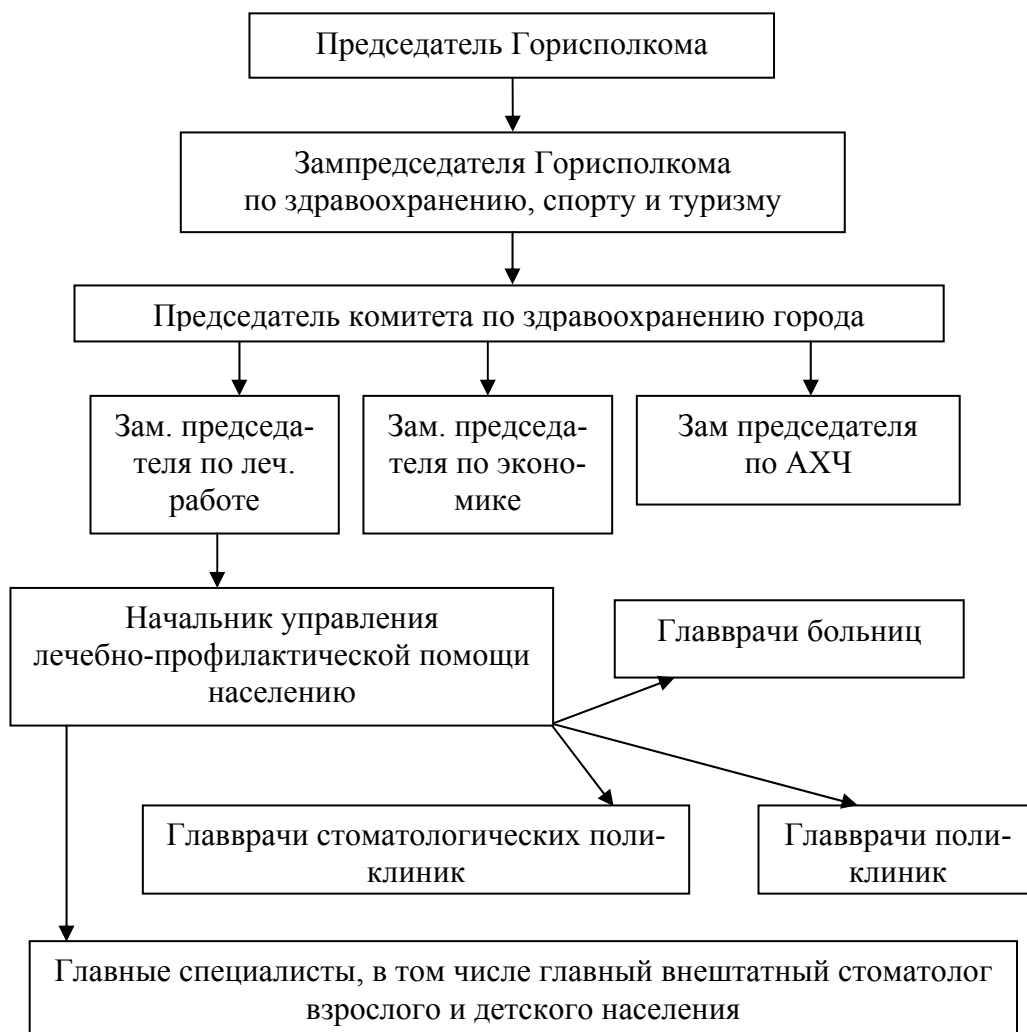 Председатель Горисполкома
Зампредседателя Горисполкома
по здравоохранению, спорту и туризму
Председатель комитета по здравоохранению города
Зам. председа-
теля по леч.
работе
Зам. председа-
теля по эконо-
мике
Зам председателя
по АХЧ
Начальник управления
лечебно-профилактической помощи
населению
Главврачи больниц
Главврачи стоматологических поли-
клиник
Главврачи поли-
клиник
Главные специалисты, в том числе главный внештатный стоматолог
взрослого и детского населения